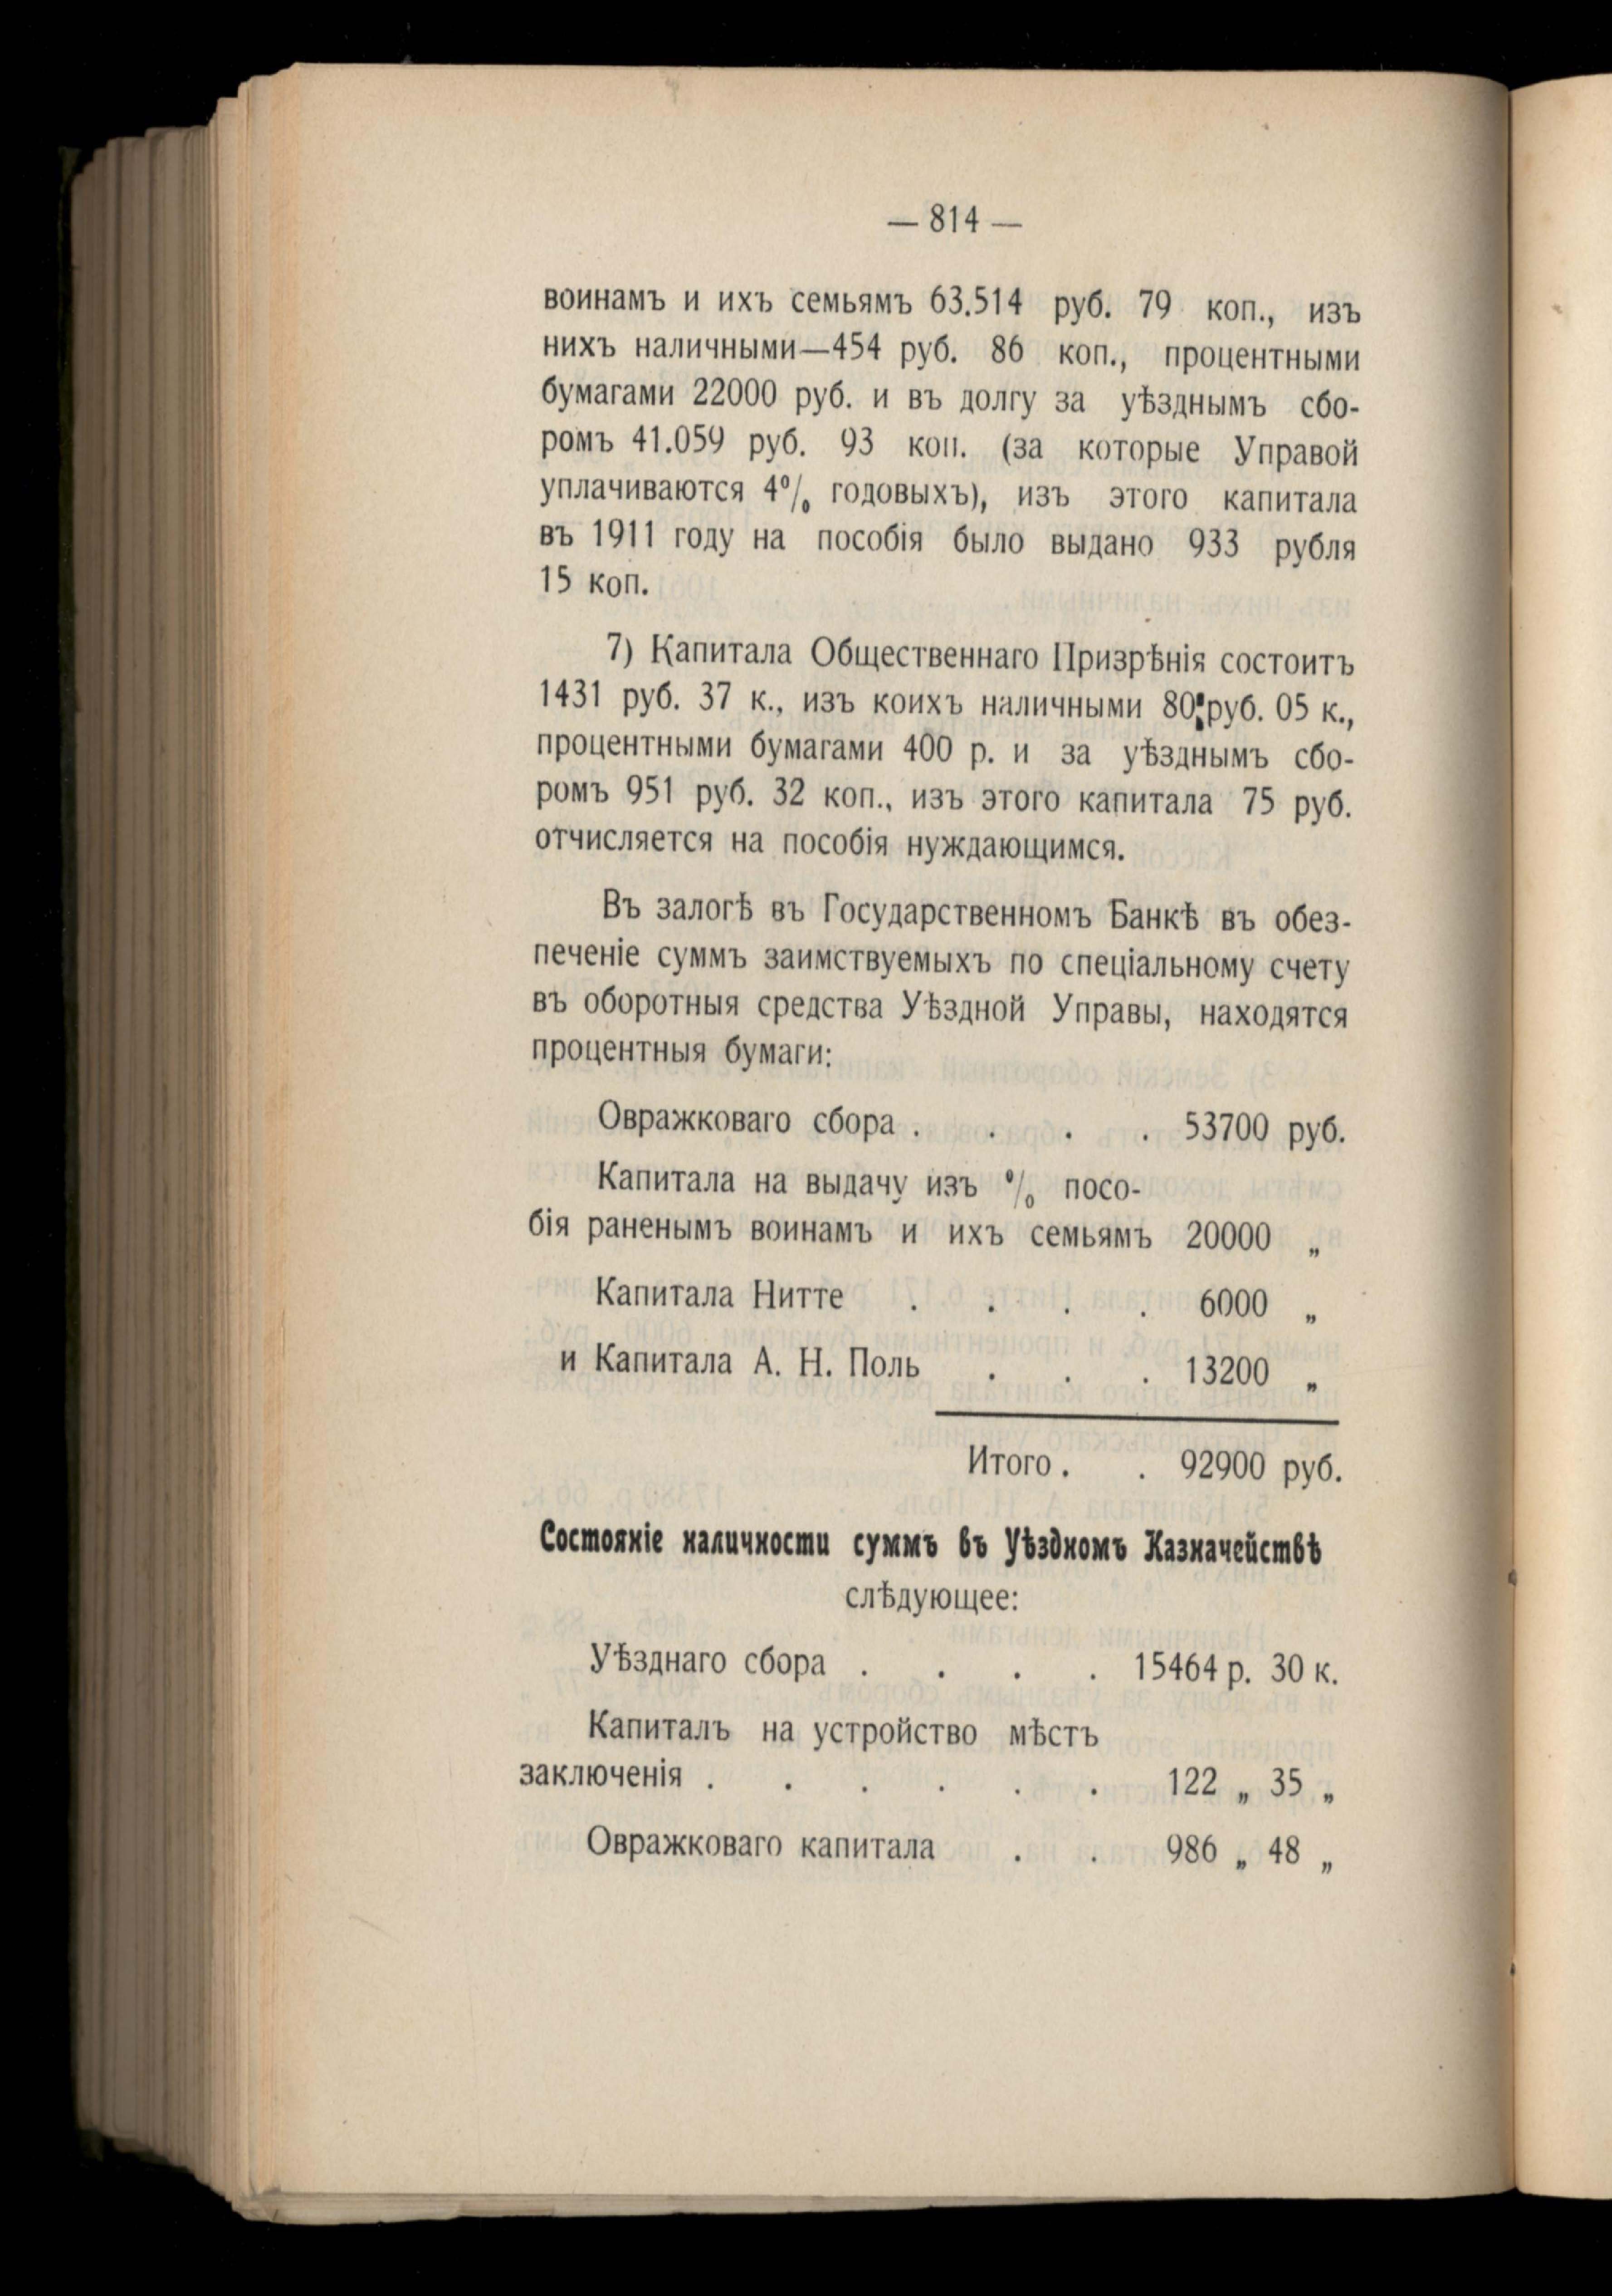 — 814 —
воинамъ и ихъ семьямъ 63.514 руб. 79 коп., изъ
нихъ наличными—454 руб. 86 коп., процентными
бумагами 22000 руб. и въ долгу за уѣзднымъ сбо-
ромъ 41.059 руб. 93 коп. (за которые Управой
уплачиваются 4% годовыхъ), изъ этого капитала
въ 1911 году на пособія было выдано 933 рубля
15 коп.
7) Капитала Общественнаго Призрѣнія состоитъ
1431 руб. 37 к., изъ коихъ наличными 80 руб. 05 к.,
процентными бумагами 400 р. и за уѣзднымъ сбо-
ромъ 951 руб. 32 коп., изъ этого капитала 75 руб.
отчисляется на пособія нуждающимся.
Въ залогѣ въ Государственномъ Банкѣ въ обез-
печеніе суммъ заимствуемыхъ по спеціальному счету
въ оборотныя средства Уѣздной Управы, находятся
процентныя бумаги:
Овражковаго сбора . . . . 53700 руб.
Капитала на выдачу изъ % посо-
бія раненымъ воинамъ и ихъ семьямъ 20000 „
Капитала Нитте . . . . 6000 „
и Капитала А. Н. Поль . . . 13200 „
Итого . . 92900 руб.
Состояніе наличности суммъ въ Уѣздномъ Казначействѣ
слѣдующее:
Уѣзднаго сбора . . . . 15464 р. 30 к.
Капиталъ на устройство мѣстъ
заключенія . . . . . . 122 „ 35 „
Овражковаго капитала . . 986 „ 48 „